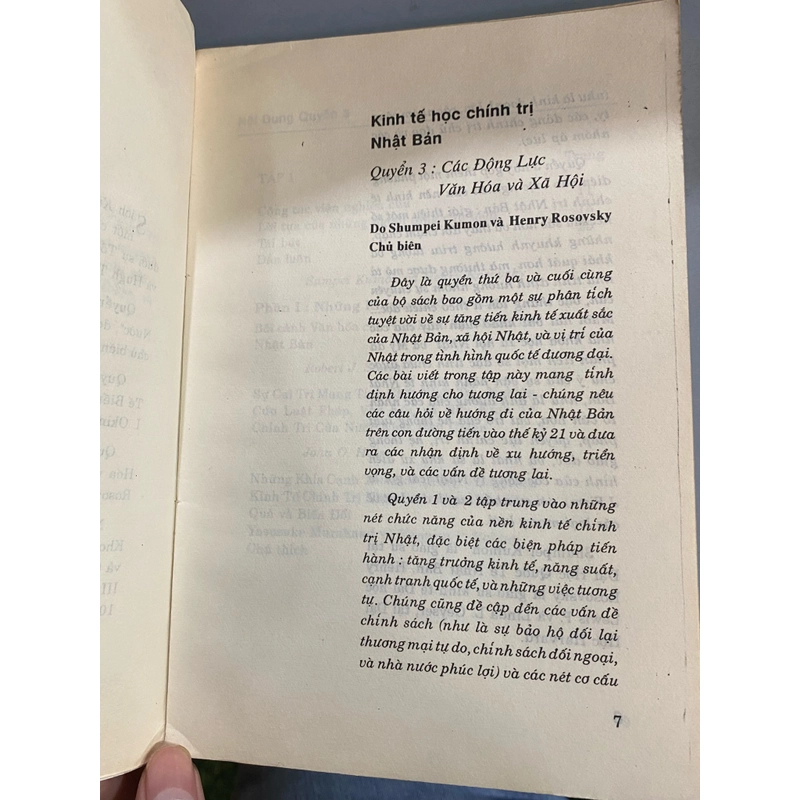 Kinh tế học chính trị
Nhật Bản
Quyển 3 : Các Động Lực
Văn Hóa và Xã Hội
Do Shumpei Kumon và Henry Rosovsky
Chủ biên
Đây là quyển thứ ba và cuối cùng
của bộ sách bao gồm một sự phân tích
tuyệt vời về sự tăng tiến kinh tế xuất sắc
của Nhật Bản, xã hội Nhật, và vị trí của
Nhật trong tình hình quốc tế đương đại.
Các bài viết trong tập này mang tính
định hướng cho tương lai - chúng nêu
các câu hỏi về hướng đi của Nhật Bản
trên con đường tiến vào thế kỷ 21 và đưa
ra các nhận định về xu hướng, triển
vọng, và các vấn đề tương lai.
Quyển 1 và 2 tập trung vào những
nét chức năng của nền kinh tế chính
trị Nhật, đặc biệt các biện pháp tiến
hành : tăng trưởng kinh tế, năng suất,
cạnh tranh quốc tế, và những việc tương
tự. Chúng cũng đề cập đến các vấn đề
chính sách (như là sự bảo hộ đối lại
thương mại tự do, chính sách đối ngoại,
và nhà nước phúc lợi) và các nét cơ cấu
7